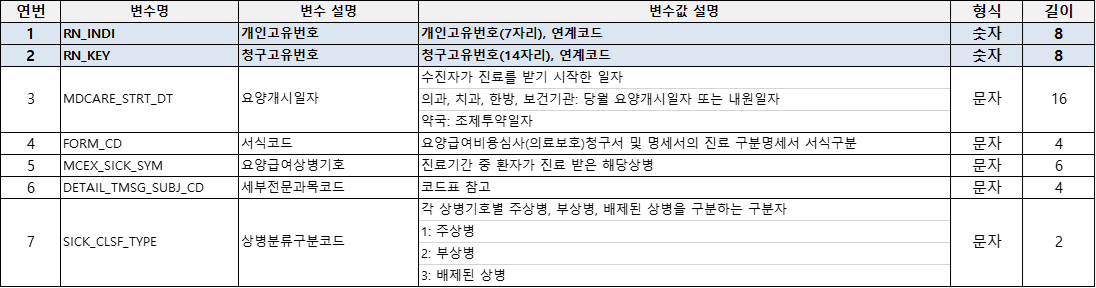 연번 변수명 변수 설명 변수값 설명 형식 길이
1 RN_INDI 개인고유번호 개인고유번호(7자리), 연계코드 숫자 8
2 RN_KEY 청구고유번호 청구고유번호(14자리), 연계코드 숫자 8
3 MDCARE_STRT_DT 요양개시일자 수진자가 진료를 받기 시작한 일자 문자 16
의과, 치과, 한방, 보건기관: 당월 요양개시일자 또는 내원일자
약국: 조제투약일자
4 FORM_CD 서식코드 요양급여비용심사(의료보호)청구서 및 명세서의 진료 구분명세서 서식구분 문자 4
5 MCEX_SICK_SYM 요양급여상병기호 진료기간 중 환자가 진료 받은 해당상병 문자 6
6 DETAIL_TMSG_SUBJ_CD 세부전문과목코드 코드표 참고 문자 4
7 SICK_CLSF_TYPE 상병분류구분코드 각 상병기호별 주상병, 부상병, 배제된 상병을 구분하는 구분자 문자 2
1: 주상병
2: 부상병
3: 배제된 상병